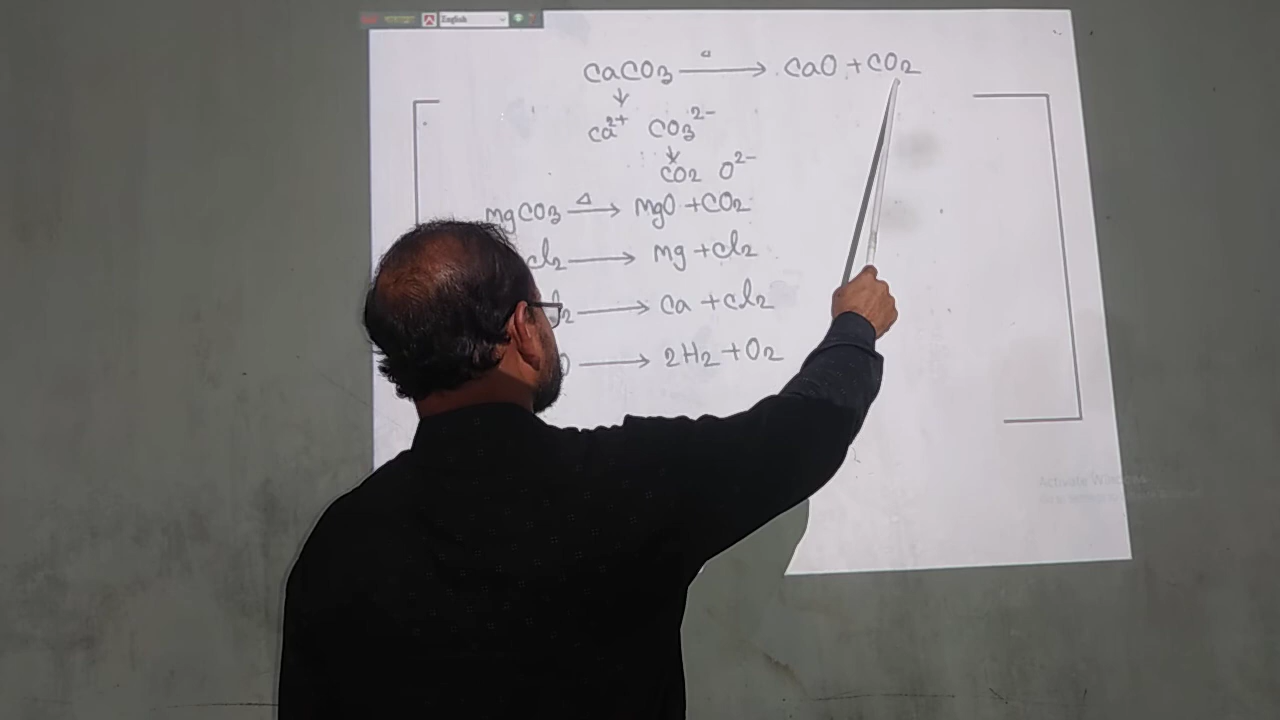 English
CaCO3 —Δ→ CaO + CO2
↓
Ca2+ CO3 2−
↓
CO2 O2−
MgCO3 —Δ→ MgO + CO2
cl2 ⟶ Mg + cl2
l2 ⟶ Ca + cl2
O ⟶ 2H2 + O2
Activate Windows